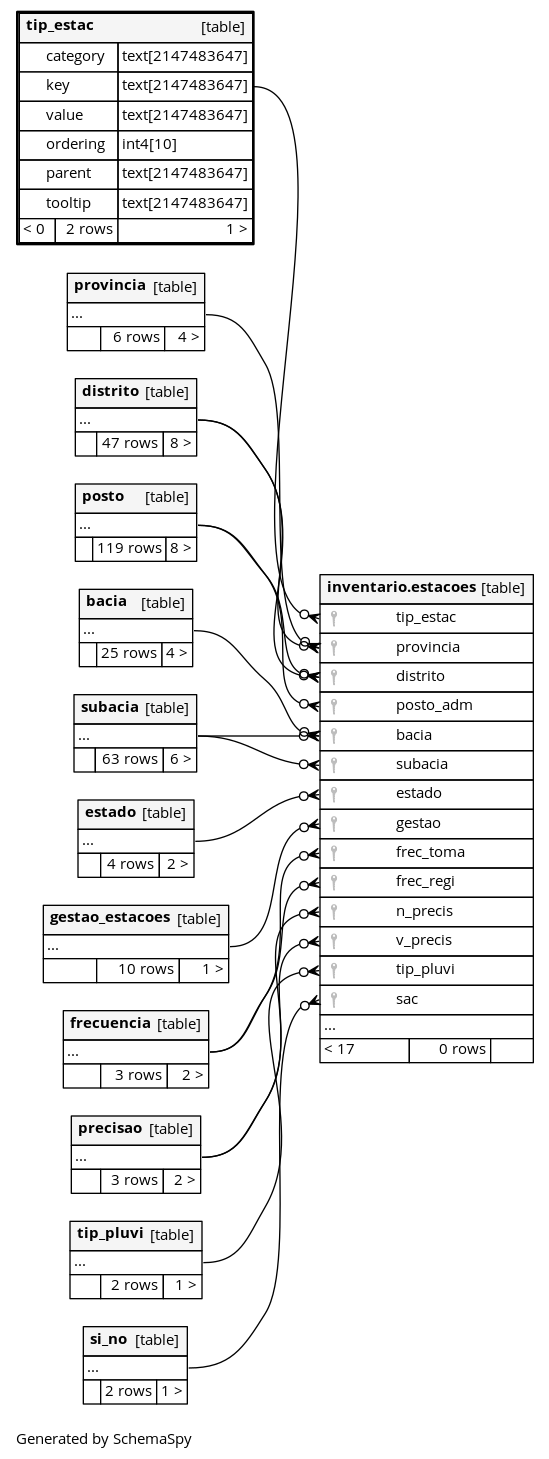 tip_estac [table]
category text[2147483647]
key text[2147483647]
value text[2147483647]
ordering int4[10]
parent text[2147483647]
tooltip text[2147483647]
< 0 2 rows 1 >
provincia [table]
...
6 rows 4 >
distrito [table]
...
47 rows 8 >
posto [table]
...
119 rows 8 >
bacia [table]
...
25 rows 4 >
subacia [table]
...
63 rows 6 >
estado [table]
...
4 rows 2 >
gestao_estacoes [table]
...
10 rows 1 >
frecuencia [table]
...
3 rows 2 >
precisao [table]
...
3 rows 2 >
tip_pluvi [table]
...
2 rows 1 >
si_no [table]
...
2 rows 1 >
inventario.estacoes [table]
tip_estac
provincia
distrito
posto_adm
bacia
subacia
estado
gestao
frec_toma
frec_regi
n_precis
v_precis
tip_pluvi
sac
...
< 17 0 rows
Generated by SchemaSpy